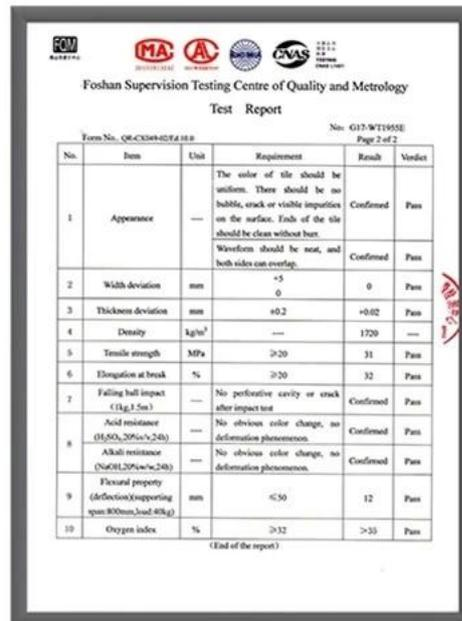 FQM
MA
CNAS
TESTING
Foshan Supervision Testing Centre of Quality and Metrology
Test Report
No: G17-WT1955E
Form No.
Page 2 of 2
No. Item Unit Requirement Result Verdict
1 Appearance ---- The color of tile should be
uniform. There should be no
bubble, crack or visible impurities
on the surface. Ends of the tile
should be clean without burr. Confirmed Pass
Waveform should be neat, and
both sides can overlap. Confirmed Pass
2 Width deviation mm +5
0 0 Pass
3 Thickness deviation mm +0.2 +0.02 Pass
4 Density kg/m³ ---- 1720 ----
5 Tensile strength MPa ≥20 31 Pass
6 Elongation at break % ≥20 32 Pass
7 Falling ball impact
(1kg,1.5m) ---- No perforative cavity or crack
after impact test Confirmed Pass
8 Acid resistance
(H₂SO₄,20%v/v,24h) ---- No obvious color change, no
deformation phenomenon. Confirmed Pass
Alkali resistance
(NaOH,20%w/w,24h) ---- No obvious color change, no
deformation phenomenon. Confirmed Pass
9 Flexural property
(deflection)(supporting
span:800mm,load:40kg) mm ≤50 12 Pass
10 Oxygen index % ≥32 >35 Pass
(End of the report)